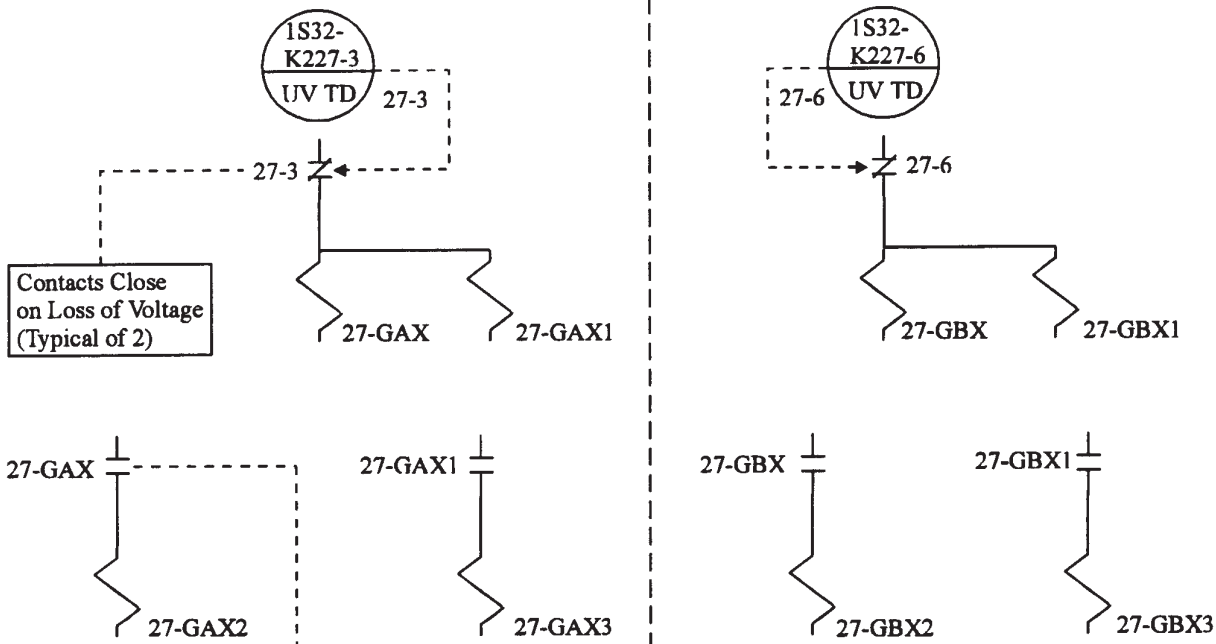 1S32-
K227-3
UV TD
27-3
27-3
Contacts Close
on Loss of Voltage
(Typical of 2)
27-GAX
27-GAX1
27-GAX
27-GAX1
27-GAX2
27-GAX3
1S32-
K227-6
UV TD
27-6
27-6
27-GBX
27-GBX1
27-GBX
27-GBX1
27-GBX2
27-GBX3